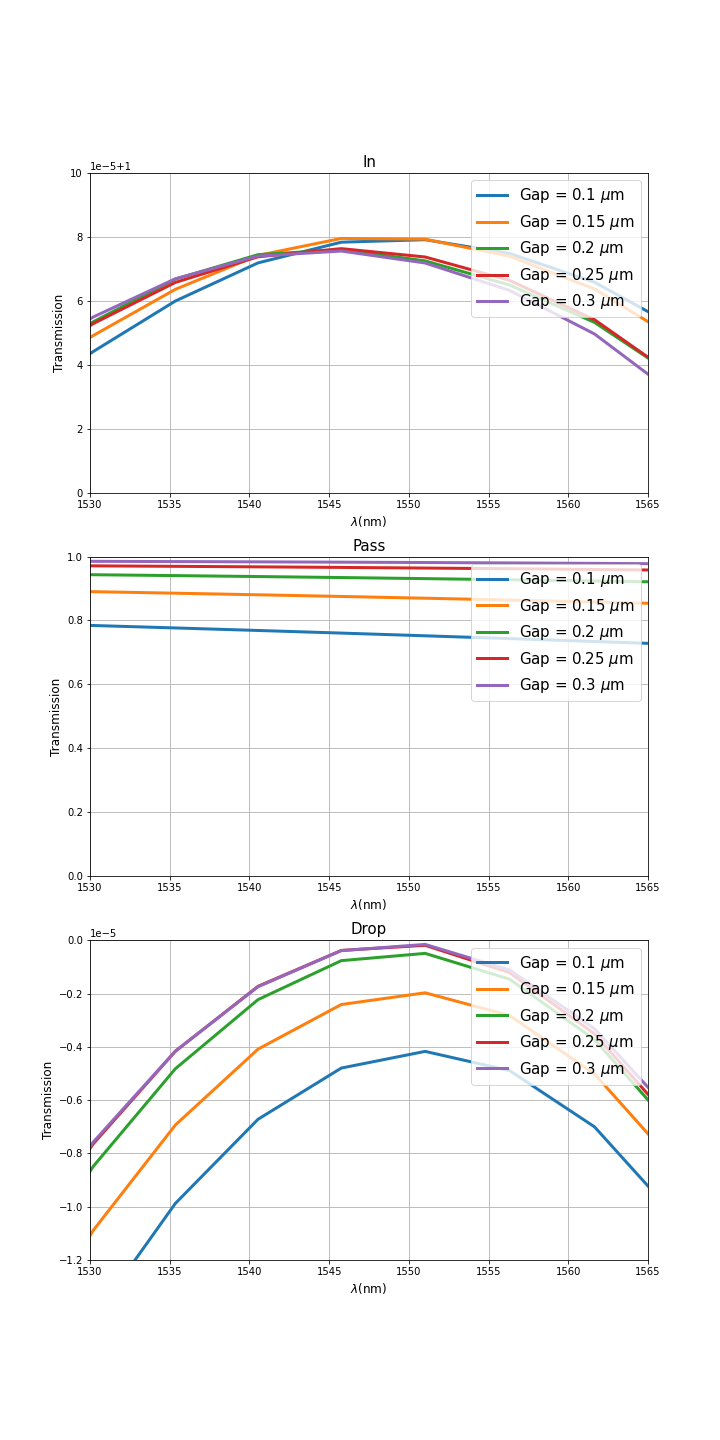 In
1e−5+1
10
8
6
4
2
0
Transmission
Gap = 0.1 μm
Gap = 0.15 μm
Gap = 0.2 μm
Gap = 0.25 μm
Gap = 0.3 μm
1530 1535 1540 1545 1550 1555 1560 1565
λ(nm)
Pass
1.0
0.8
0.6
0.4
0.2
0.0
Transmission
Gap = 0.1 μm
Gap = 0.15 μm
Gap = 0.2 μm
Gap = 0.25 μm
Gap = 0.3 μm
1530 1535 1540 1545 1550 1555 1560 1565
λ(nm)
Drop
1e−5
0.0
−0.2
−0.4
−0.6
−0.8
−1.0
−1.2
Transmission
Gap = 0.1 μm
Gap = 0.15 μm
Gap = 0.2 μm
Gap = 0.25 μm
Gap = 0.3 μm
1530 1535 1540 1545 1550 1555 1560 1565
λ(nm)